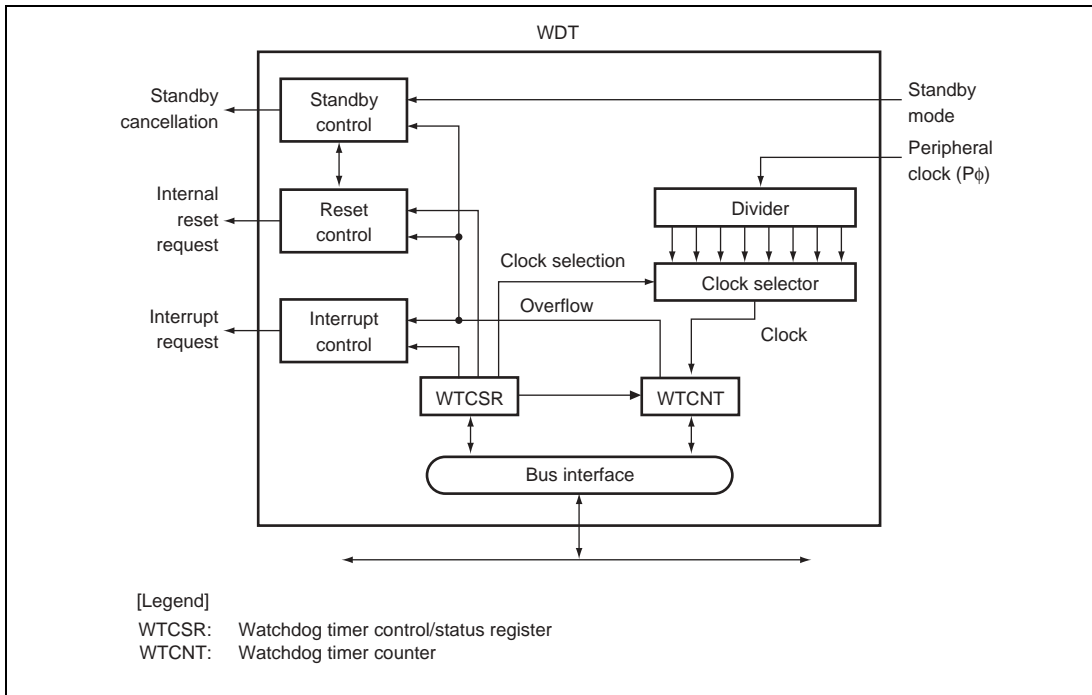 WDT
Standby
cancellation
Standby
control
Standby
mode
Peripheral
clock (Pϕ)
Internal
reset
request
Reset
control
Divider
Clock selection
Clock selector
Interrupt
request
Interrupt
control
Overflow
Clock
WTCSR
WTCNT
Bus interface
[Legend]
WTCSR: Watchdog timer control/status register
WTCNT: Watchdog timer counter